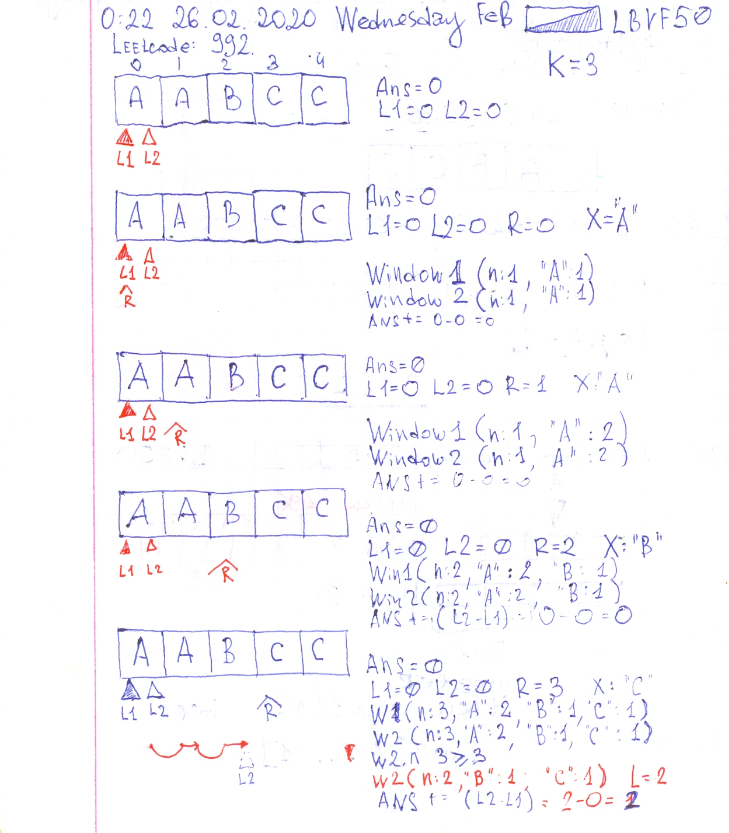 0:22 26.02.2020 Wednesday FeB LBVF50
LEETcode: 992.
K=3
0 1 2 3 4
A A B C C
Ans=0
L1=0 L2=0
L1 L2
A A B C C
Ans=0
L1=0 L2=0 R=0 X="A"
L1 L2
R
Window 1 (n:1, "A":1)
Window 2 (n:1, "A":1)
ANS+= 0-0=0
A A B C C
Ans=0
L1=0 L2=0 R=1 X:"A"
L1 L2 R
Window 1 (n:1, "A":2)
Window 2 (n:1, A":2)
ANS+= 0-0=0
A A B C C
Ans=0
L1=0 L2=0 R=2 X:"B"
L1 L2 R
Win1(n:2, "A":2, "B:1)
Win2(n:2, "A":2, "B:1)
ANS+=(L2-L1)= 0-0=0
A A B C C
Ans=0
L1=0 L2=0 R=3 X:"C"
L1 L2 R
W1(n:3, "A":2, "B":1, "C":1)
W2(n:3, "A":2, "B":1, "C":1)
W2.n 3>=3
L2
W2(n:2, "B":1, "C":1) L=2
ANS+= (L2-L1)= 2-0=2